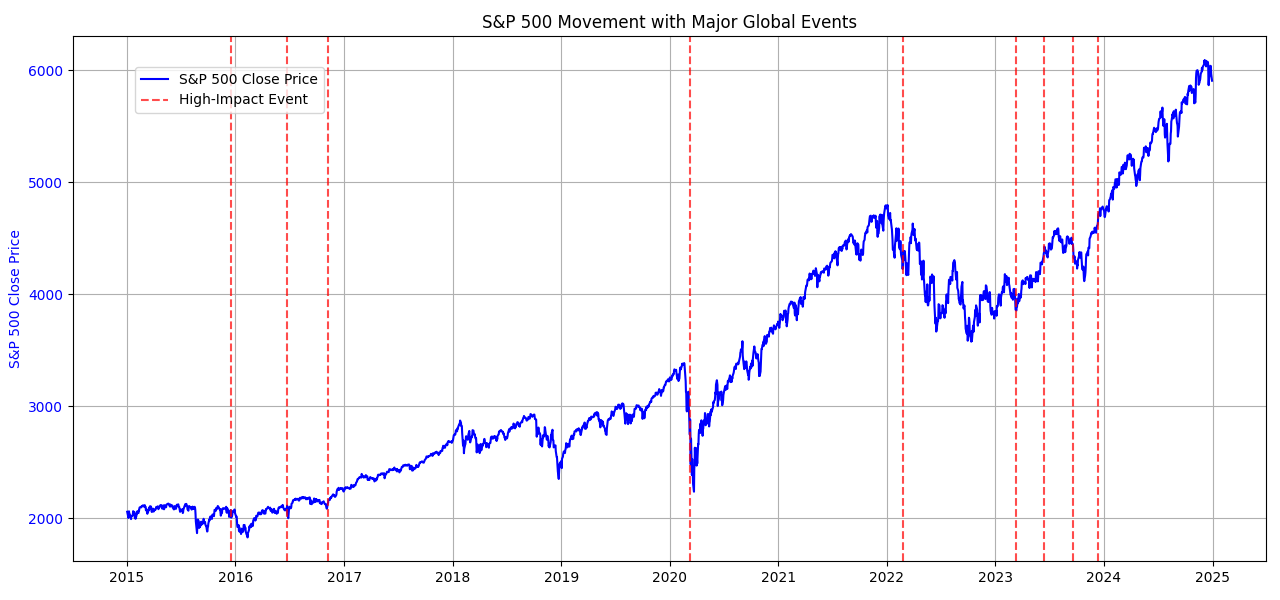 S&P 500 Movement with Major Global Events
S&P 500 Close Price
High-Impact Event
S&P 500 Close Price
6000
5000
4000
3000
2000
2015 2016 2017 2018 2019 2020 2021 2022 2023 2024 2025